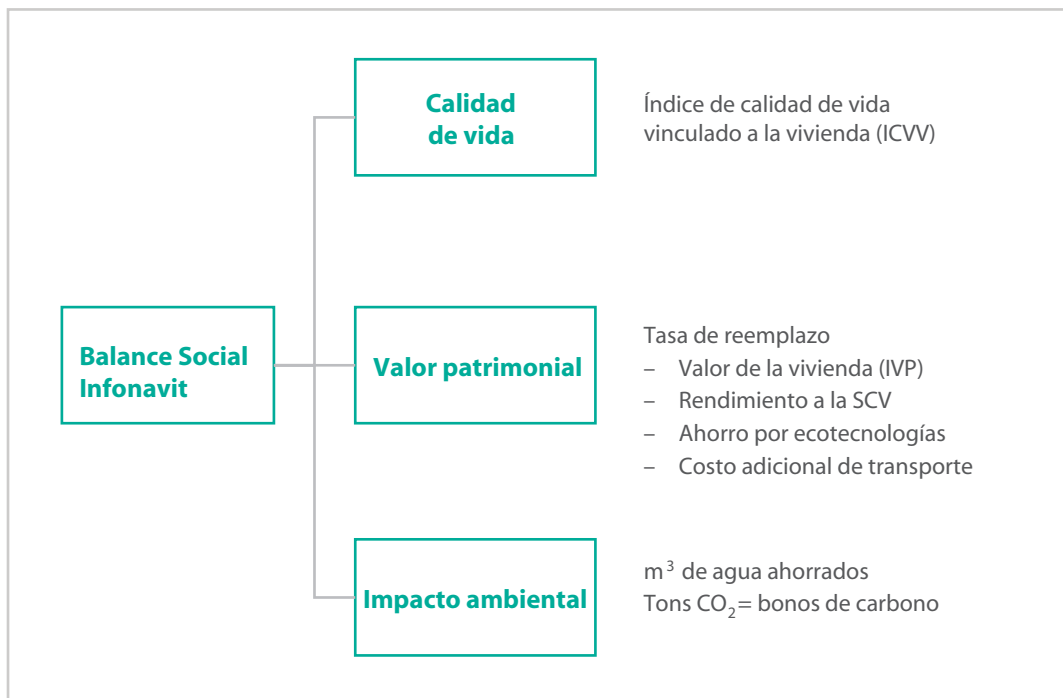 Balance Social
Infonavit
Calidad
de vida
Índice de calidad de vida
vinculado a la vivienda (ICVV)
Valor patrimonial
Tasa de reemplazo
– Valor de la vivienda (IVP)
– Rendimiento a la SCV
– Ahorro por ecotecnologías
– Costo adicional de transporte
Impacto ambiental
m³ de agua ahorrados
Tons CO₂= bonos de carbono